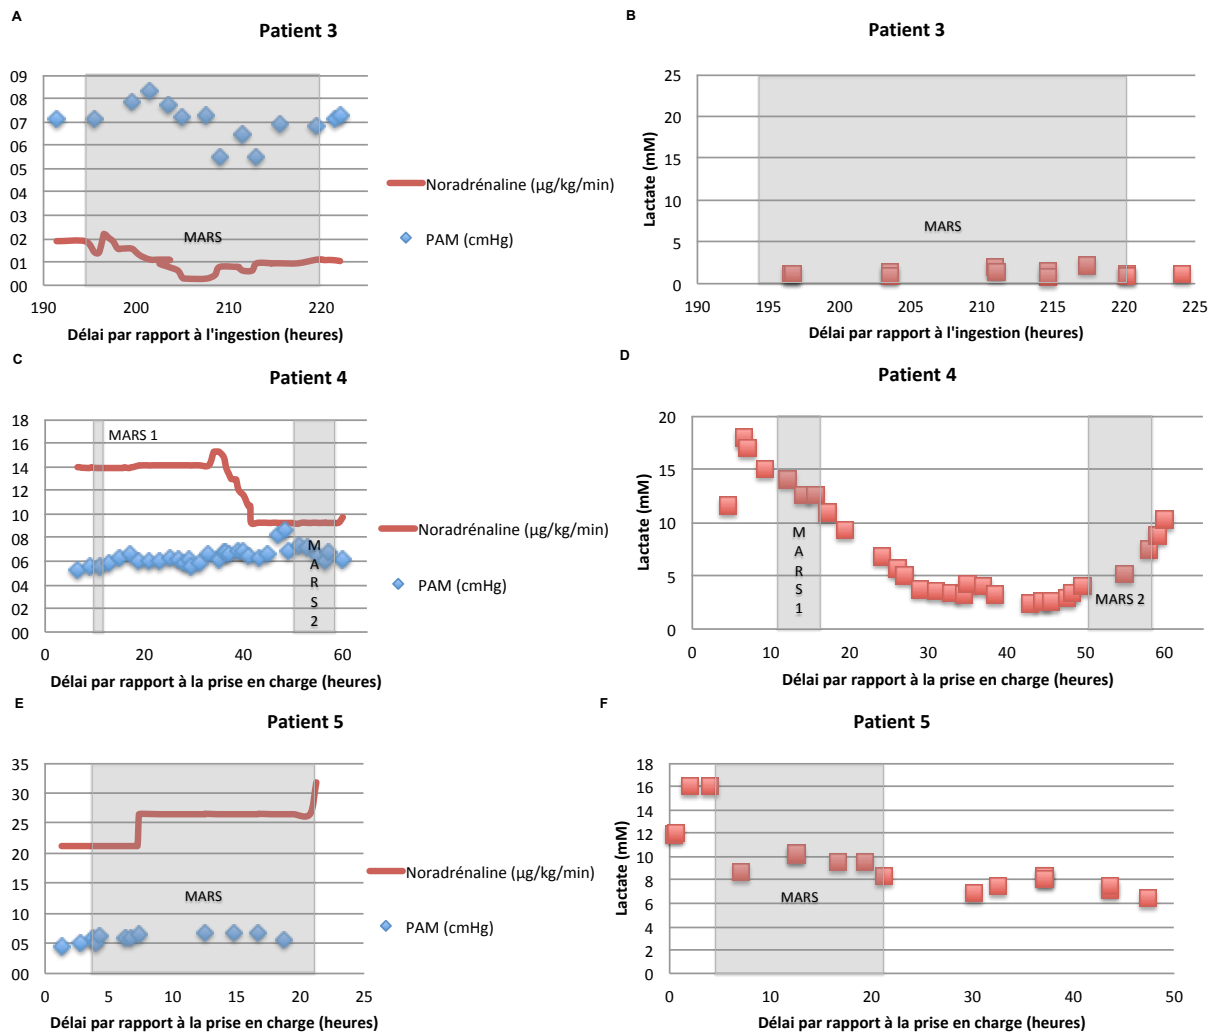 A
Patient 3
09
08
07
06
05
04
03
02
01
00
MARS
190
200
210
220
Délai par rapport à l'ingestion (heures)
Noradrénaline (µg/kg/min)
PAM (cmHg)
B
Patient 3
Lactate (mM)
25
20
15
10
5
0
MARS
190
195
200
205
210
215
220
225
Délai par rapport à l'ingestion (heures)
C
Patient 4
18
16
14
12
10
08
06
04
02
00
MARS 1
M
A
R
S
2
0
20
40
60
Délai par rapport à la prise en charge (heures)
Noradrénaline (µg/kg/min)
PAM (cmHg)
D
Patient 4
Lactate (mM)
20
15
10
5
0
M
A
R
S
1
MARS 2
0
10
20
30
40
50
60
Délai par rapport à la prise en charge (heures)
E
Patient 5
35
30
25
20
15
10
05
00
MARS
0
5
10
15
20
25
Délai par rapport à la prise en charge (heures)
Noradrénaline (µg/kg/min)
PAM (cmHg)
F
Patient 5
Lactate (mM)
18
16
14
12
10
8
6
4
2
0
MARS
0
10
20
30
40
50
Délai par rapport à la prise en charge (heures)